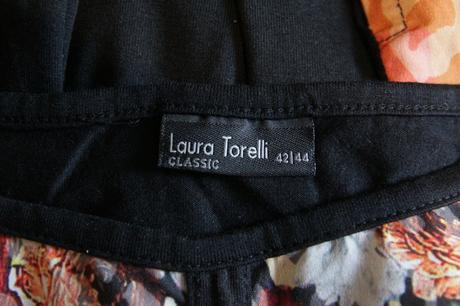 Laura Torelli
CLASSIC 42|44